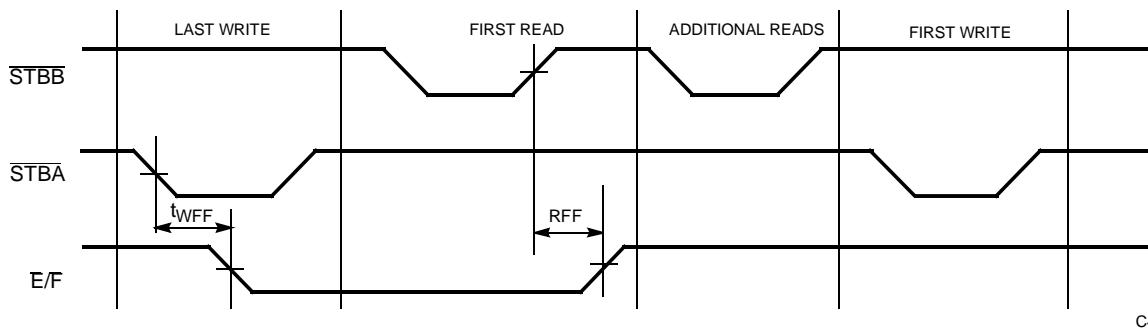 LAST WRITE FIRST READ ADDITIONAL READS FIRST WRITE
STBB
STBA
tWFF
RFF
E/F
C